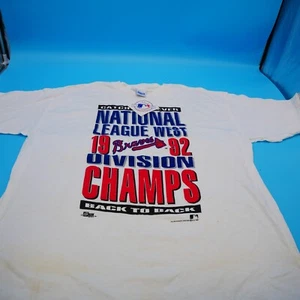 NATIONAL
LEAGUE WEST
19 Braves 92
DIVISION
CHAMPS
BACK TO BACK